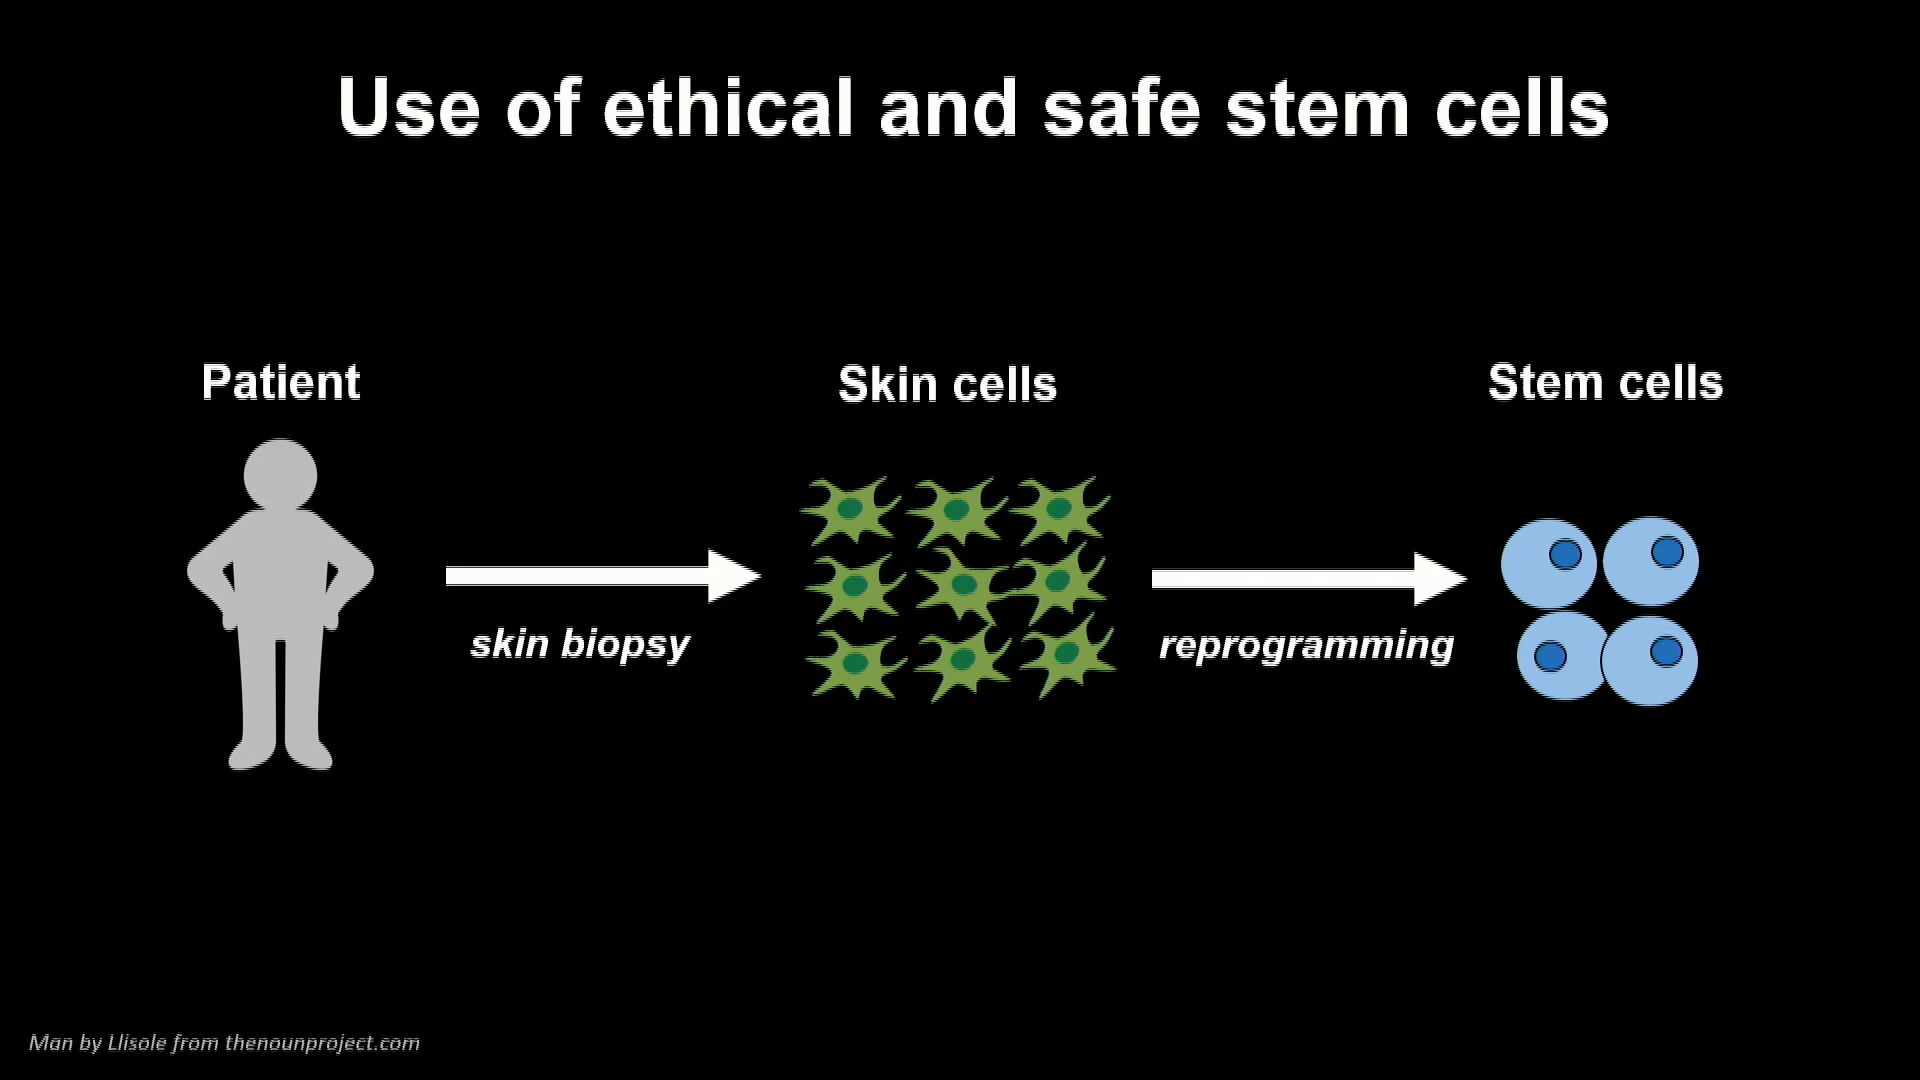 Use of ethical and safe stem cells
Patient
Skin cells
Stem cells
skin biopsy
reprogramming
Man by Llisole from thenounproject.com